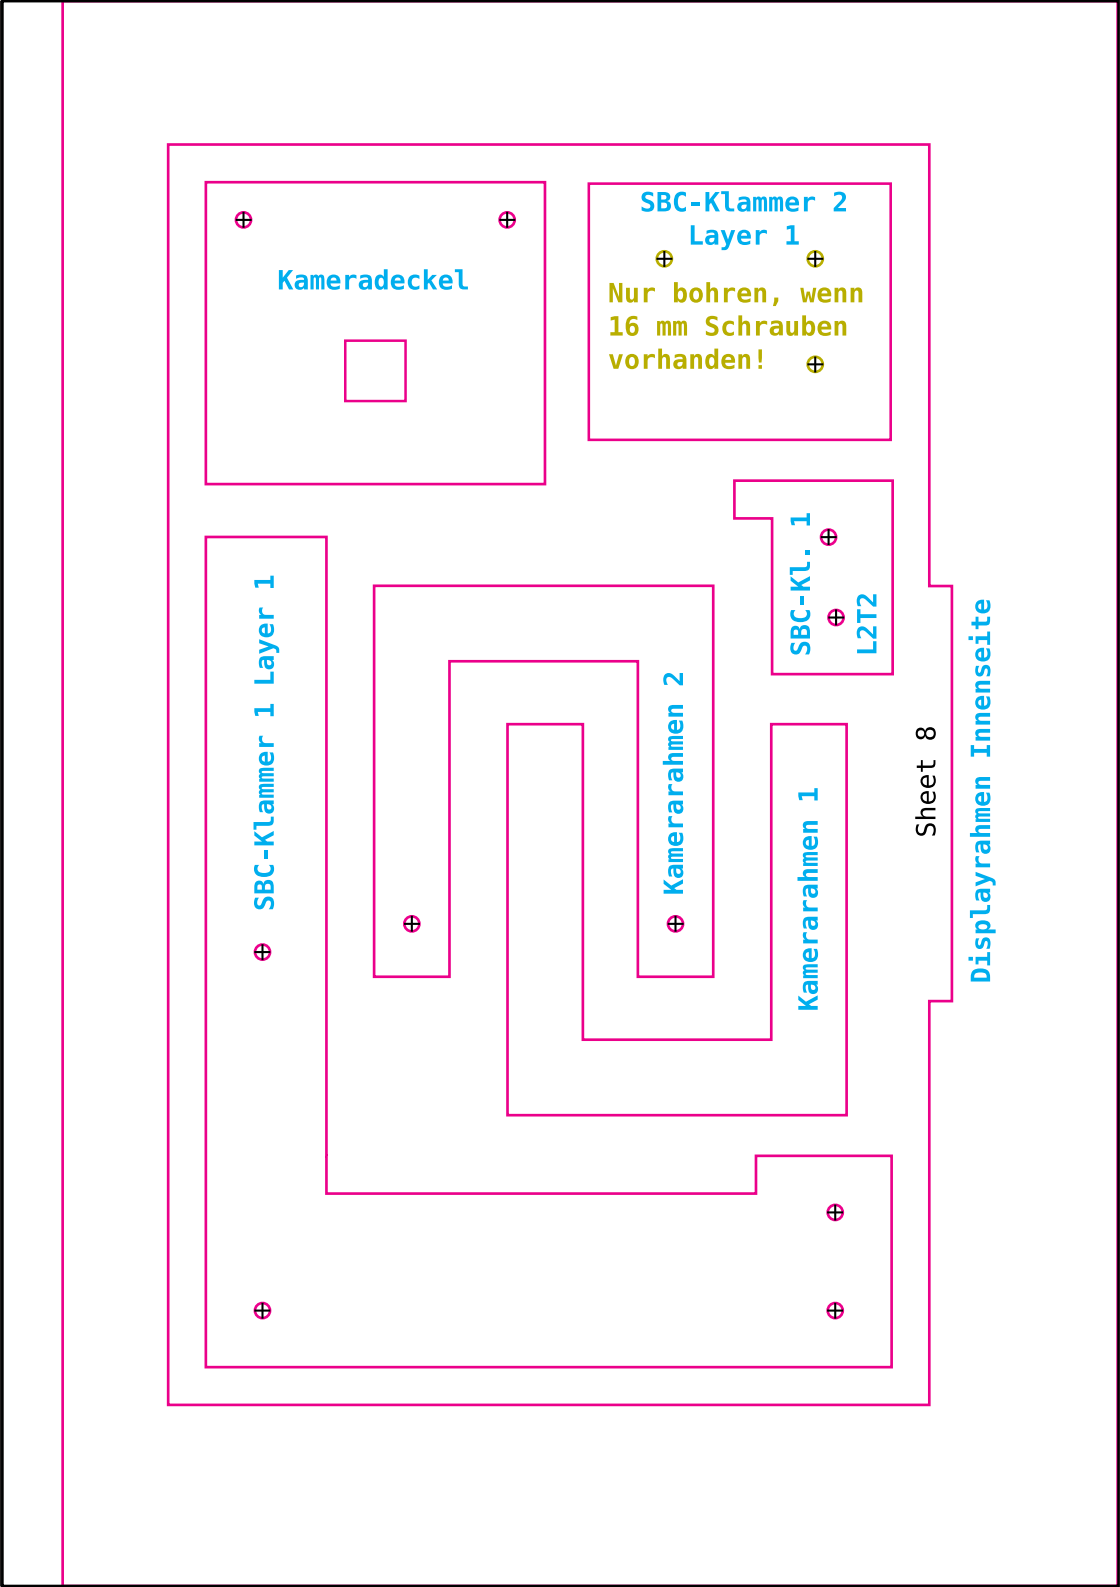 SBC-Klammer 2
Layer 1
Kameradeckel
Nur bohren, wenn
16 mm Schrauben
vorhanden!
SBC-Kl. 1
L2T2
SBC-Klammer 1 Layer 1
Kamerarahmen 2
Kamerarahmen 1
Sheet 8
Displayrahmen Innenseite